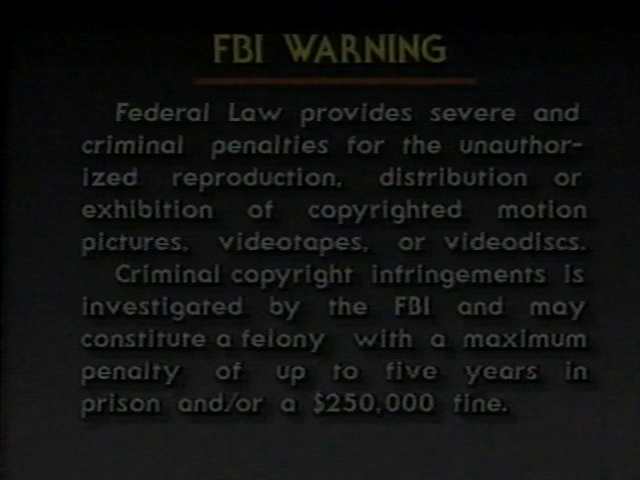 FBI WARNING
Federal Law provides severe and
criminal penalties for the unauthor-
ized reproduction, distribution or
exhibition of copyrighted motion
pictures, videotapes, or videodiscs.
Criminal copyright infringements is
investigated by the FBI and may
constitute a felony with a maximum
penalty of up to five years in
prison and/or a $250,000 fine.